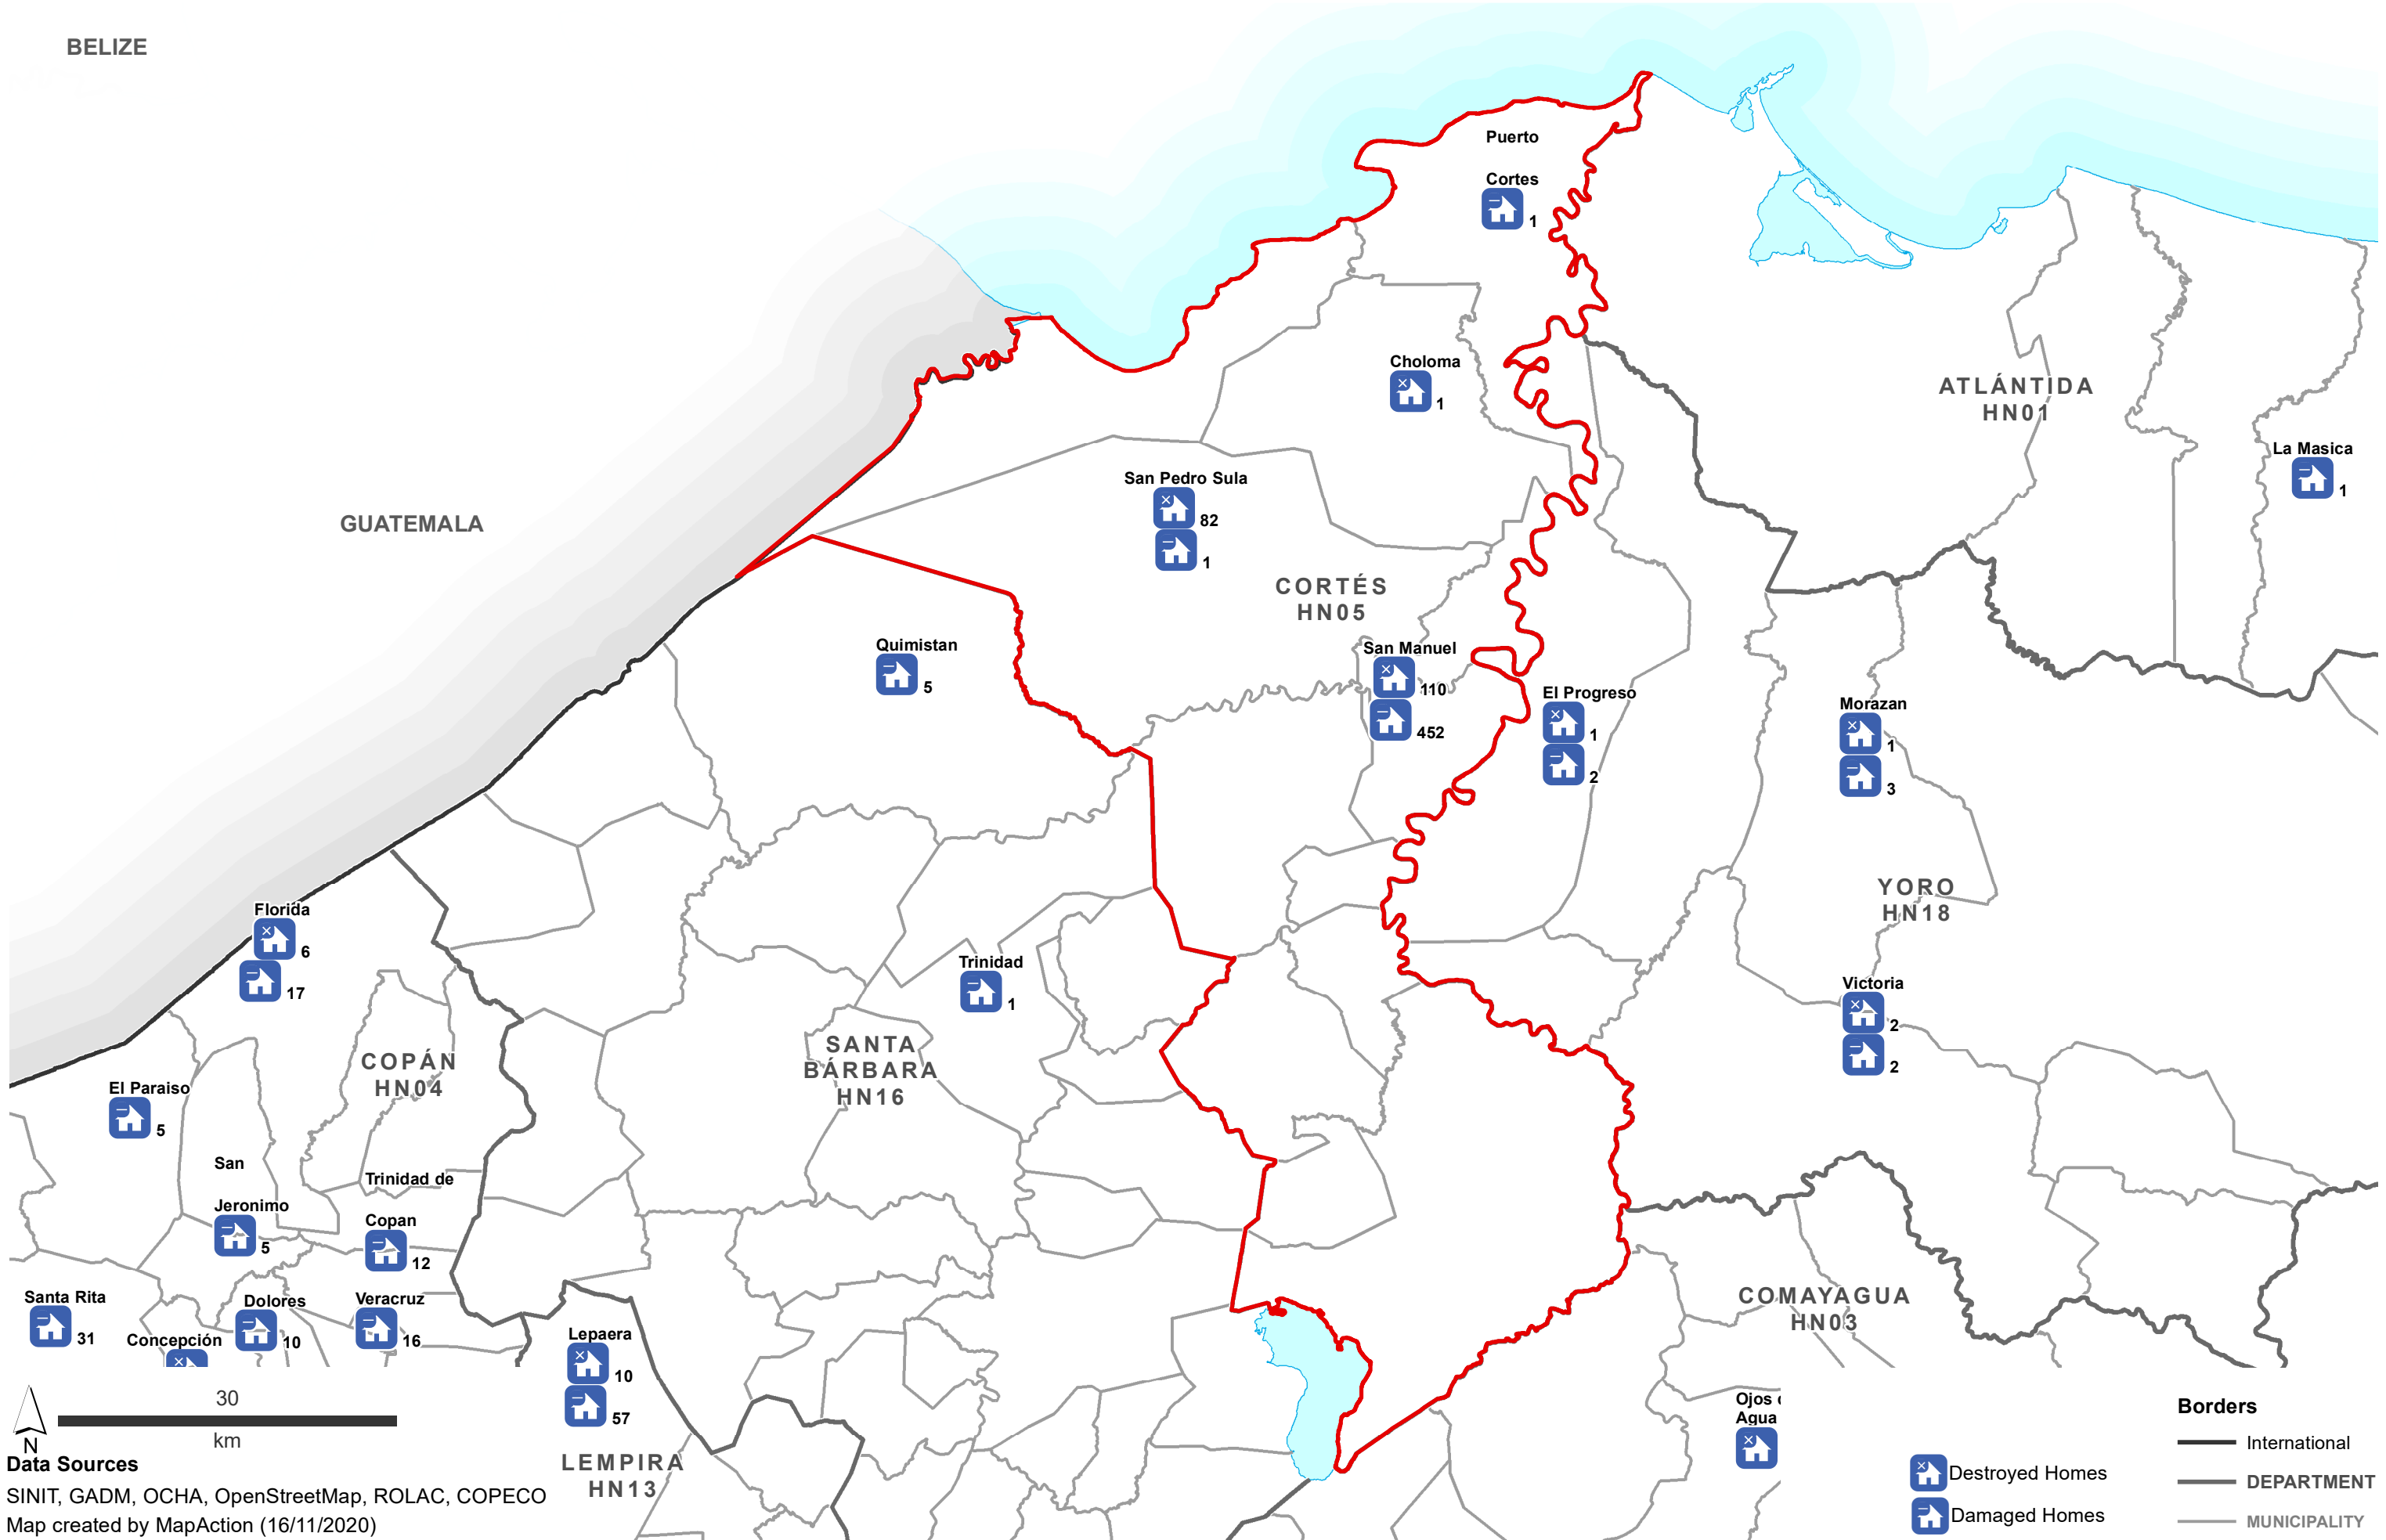 BELIZE
Puerto
Cortes
1
Choloma
1
ATLÁNTIDA
HN01
La Masica
1
San Pedro Sula
82
1
GUATEMALA
CORTÉS
HN05
Quimistan
5
San Manuel
110
452
El Progreso
1
2
Morazan
1
3
YORO
HN18
Florida
6
17
Trinidad
1
Victoria
2
2
SANTA
BÁRBARA
HN16
COPÁN
HN04
El Paraiso
5
San
Jeronimo
5
Trinidad de
Copan
12
Santa Rita
31
Dolores
10
Veracruz
16
Concepción
Lepaera
10
57
COMAYAGUA
HN03
LEMPIRA
HN13
Ojos
Agua
30
km
N
Data Sources
SINIT, GADM, OCHA, OpenStreetMap, ROLAC, COPECO
Map created by MapAction (16/11/2020)
Destroyed Homes
Damaged Homes
Borders
International
DEPARTMENT
MUNICIPALITY